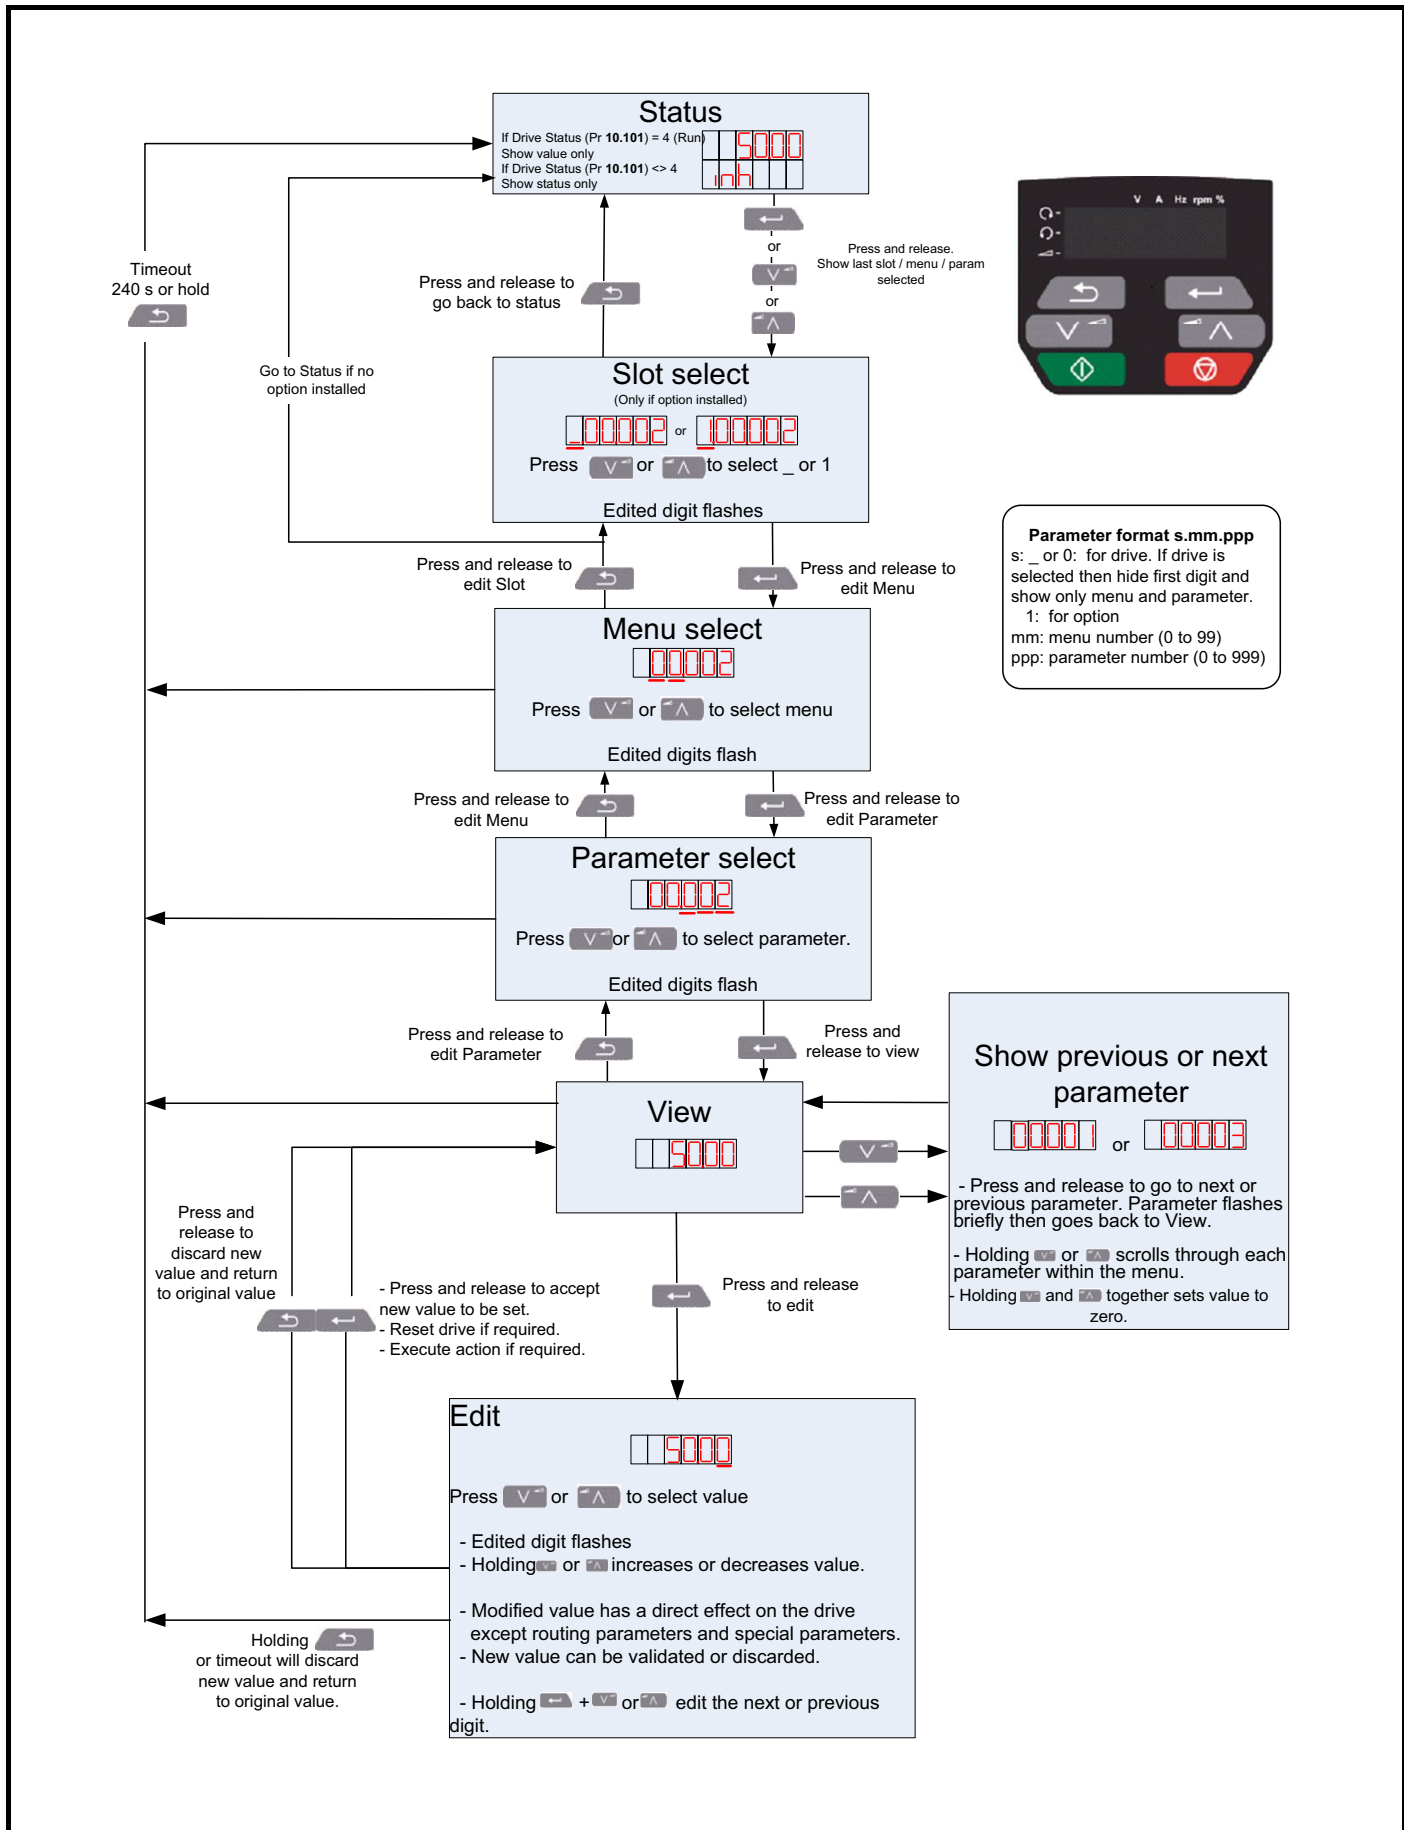 Status
If Drive Status (Pr 10.101) = 4 (Run)
Show value only
If Drive Status (Pr 10.101) <> 4
Show status only
50.00
inh
V A Hz rpm %
Timeout
240 s or hold
Press and release to
go back to status
or
or
Press and release.
Show last slot / menu / param
selected
Go to Status if no
option installed
Slot select
(Only if option installed)
_00002 or 100002
Press or to select _ or 1
Edited digit flashes
Press and release to
edit Slot
Press and release to
edit Menu
Parameter format s.mm.ppp
s: _ or 0: for drive. If drive is
selected then hide first digit and
show only menu and parameter.
1: for option
mm: menu number (0 to 99)
ppp: parameter number (0 to 999)
Menu select
00002
Press or to select menu
Edited digits flash
Press and release to
edit Menu
Press and release to
edit Parameter
Parameter select
00002
Press or to select parameter.
Edited digits flash
Press and release to
edit Parameter
Press and
release to view
View
5000
Show previous or next
parameter
00001 or 00003
- Press and release to go to next or
previous parameter. Parameter flashes
briefly then goes back to View.
- Holding or scrolls through each
parameter within the menu.
- Holding and together sets value to
zero.
Press and
release to
discard new
value and return
to original value
- Press and release to accept
new value to be set.
- Reset drive if required.
- Execute action if required.
Press and release
to edit
Edit
5000
Press or to select value
- Edited digit flashes
- Holding or increases or decreases value.
- Modified value has a direct effect on the drive
except routing parameters and special parameters.
- New value can be validated or discarded.
- Holding + or edit the next or previous
digit.
Holding
or timeout will discard
new value and return
to original value.